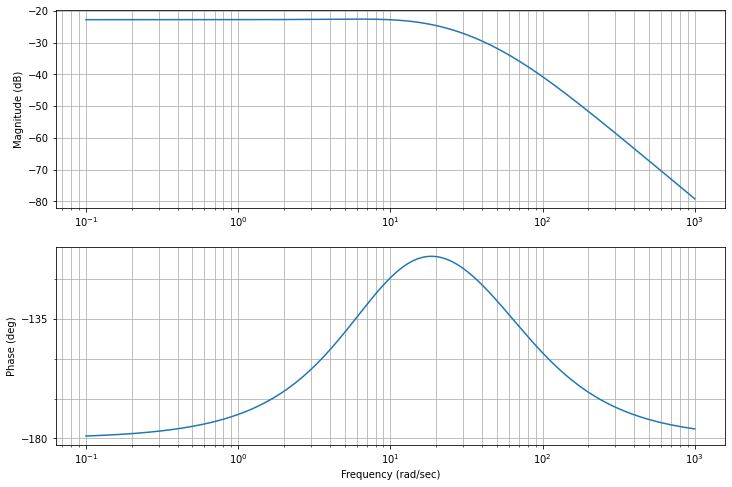 −20
−30
−40
−50
−60
−70
−80
Magnitude (dB)
10⁻¹ 10⁰ 10¹ 10² 10³
−135
−180
Phase (deg)
10⁻¹ 10⁰ 10¹ 10² 10³
Frequency (rad/sec)